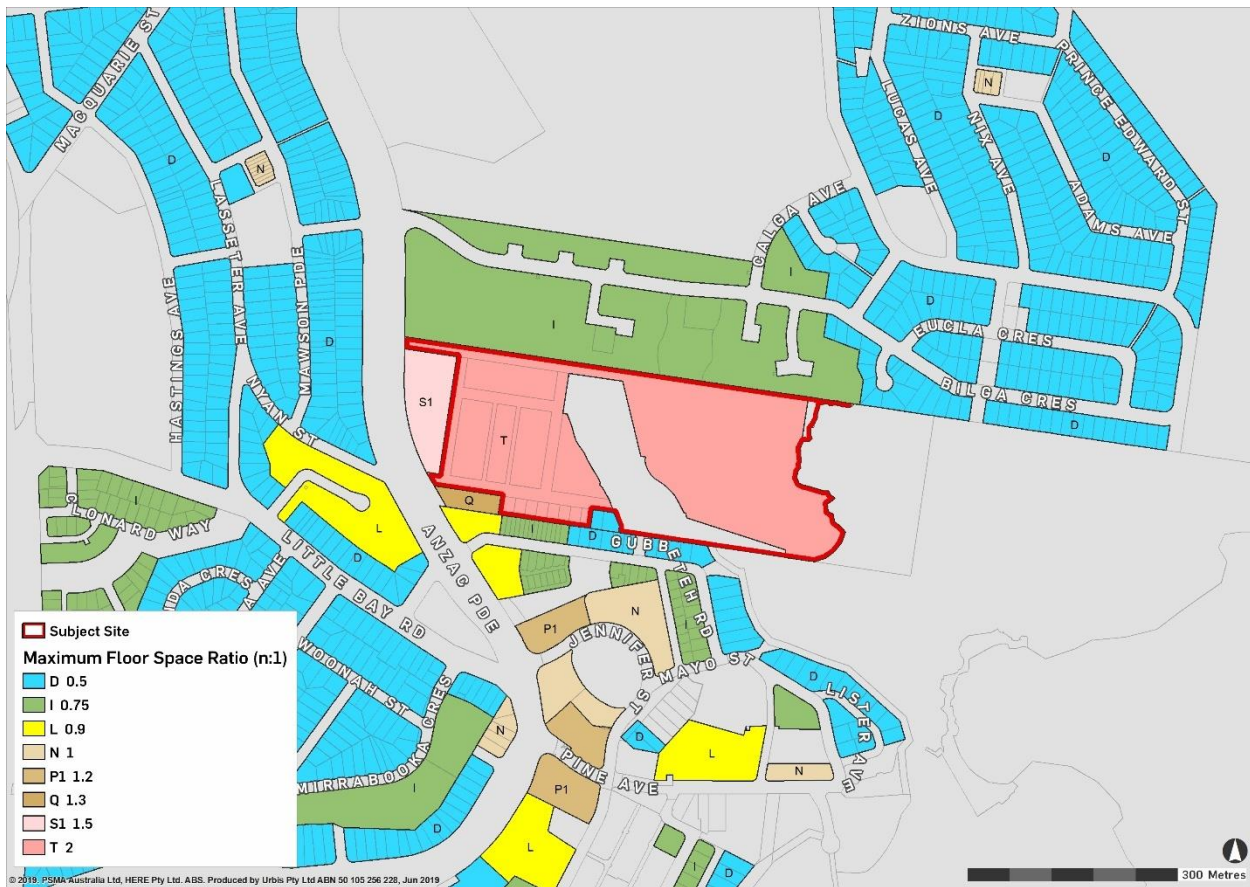 MACQUARIE ST
ZIONS AVE
PRINCE EDWARD ST
N
D
LUCAS AVE
NIX AVE
D
N
D
LASSETER AVE
ADAMS AVE
CALGA AVE
MAWSON PDE
HASTINGS AVE
I
D
I
EUCLA CRES
D
BILGA CRES
NYAN ST
S1
D
T
Q
I
CLONARD WAY
L
I
D
GUBBETEH RD
ANZAC PDE
D
LITTLE BAY RD
N
P1
JENNIFER ST
I
MAYO ST
WOONAH ST
D
LISTER AVE
D
L
N
N
MIRRABOOKA CRES
I
PINE AVE
P1
D
L
I
D
Subject Site
Maximum Floor Space Ratio (n:1)
D 0.5
I 0.75
L 0.9
N 1
P1 1.2
Q 1.3
S1 1.5
T 2
300 Metres
© 2019. PSMA Australia Ltd, HERE Pty Ltd. ABS. Produced by Urbis Pty Ltd ABN 50 105 256 228, Jun 2019